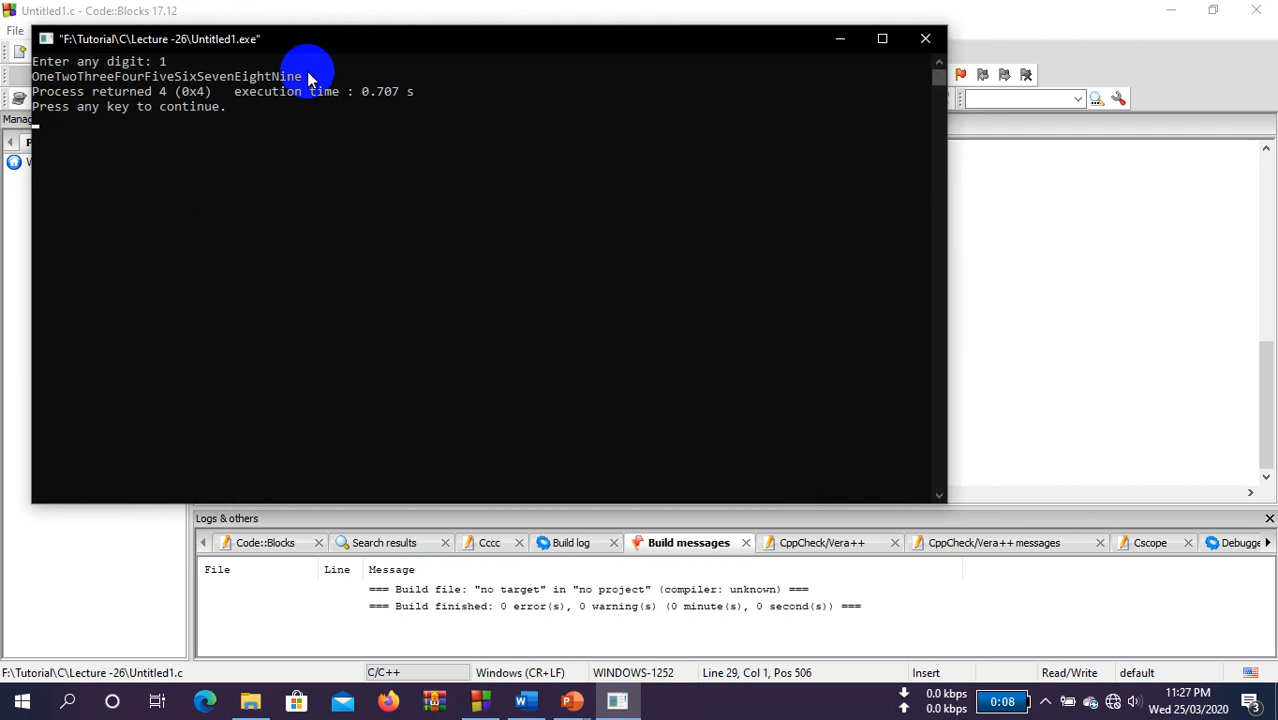 Untitled1.c - Code::Blocks 17.12
File
"F:\Tutorial\C\Lecture -26\Untitled1.exe"
Enter any digit: 1
OneTwoThreeFourFiveSixSevenEightNine
Process returned 4 (0x4)   execution time : 0.707 s
Press any key to continue.
Logs & others
Code::Blocks
Search results
Cccc
Build log
Build messages
CppCheck/Vera++
CppCheck/Vera++ messages
Cscope
Debugge
File
Line
Message
=== Build file: "no target" in "no project" (compiler: unknown) ===
=== Build finished: 0 error(s), 0 warning(s) (0 minute(s), 0 second(s)) ===
F:\Tutorial\C\Lecture -26\Untitled1.c
C/C++
Windows (CR+LF)
WINDOWS-1252
Line 29, Col 1, Pos 506
Insert
Read/Write
default
0.0 kbps
0.0 kbps
0:08
11:27 PM
Wed 25/03/2020
3